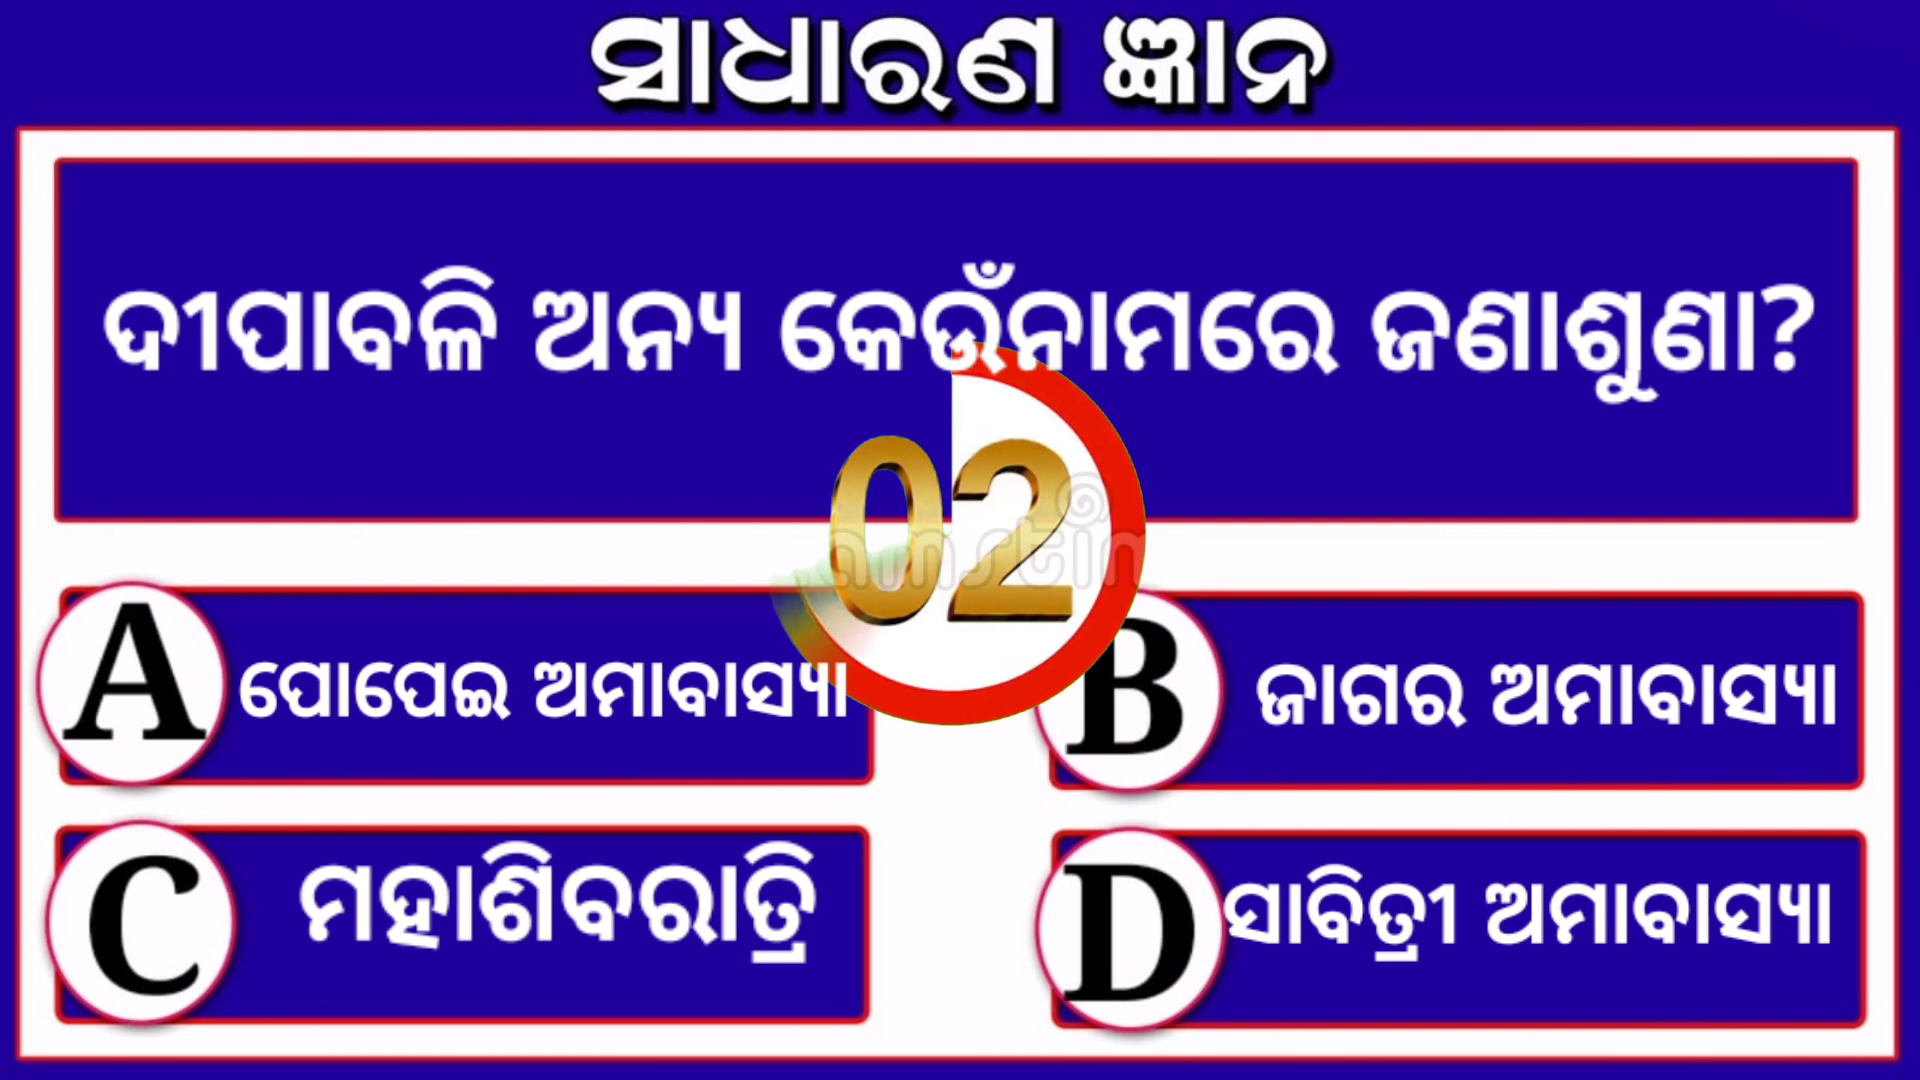 ସାଧାରଣ ଜ୍ଞାନ
ଦୀପାବଳି ଅନ୍ୟ କେଉଁନାମରେ ଜଣାଶୁଣା?
02
A ପୋପେଇ ଅମାବାସ୍ୟା
B ଜାଗର ଅମାବାସ୍ୟା
C ମହାଶିବରାତ୍ରି
D ସାବିତ୍ରୀ ଅମାବାସ୍ୟା